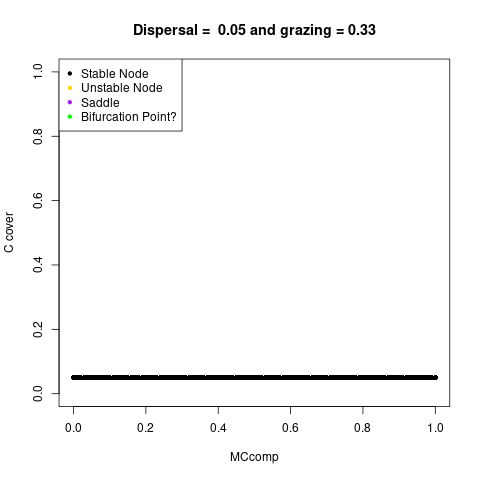 Dispersal =  0.05 and grazing = 0.33
Stable Node
Unstable Node
Saddle
Bifurcation Point?
C cover
1.0
0.8
0.6
0.4
0.2
0.0
0.0 0.2 0.4 0.6 0.8 1.0
MCcomp